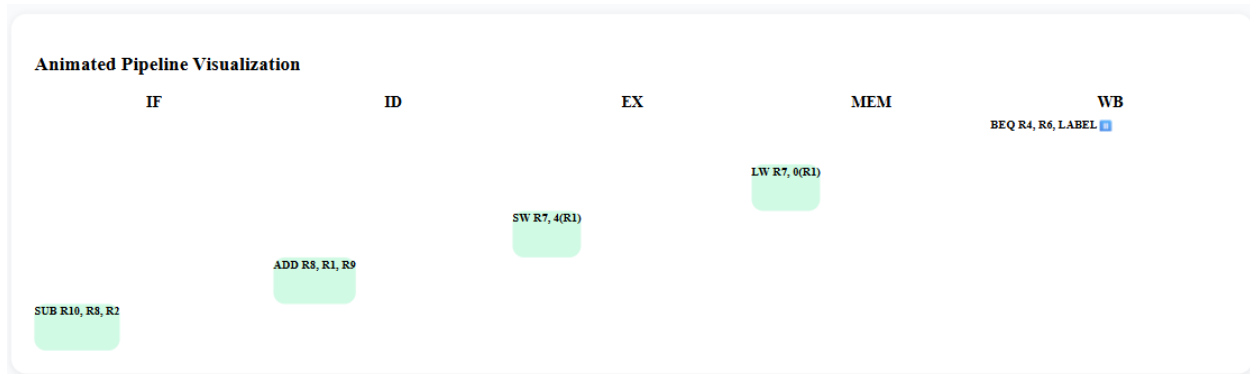 Animated Pipeline Visualization
IF ID EX MEM WB
BEQ R4, R6, LABEL
LW R7, 0(R1)
SW R7, 4(R1)
ADD R8, R1, R9
SUB R10, R8, R2